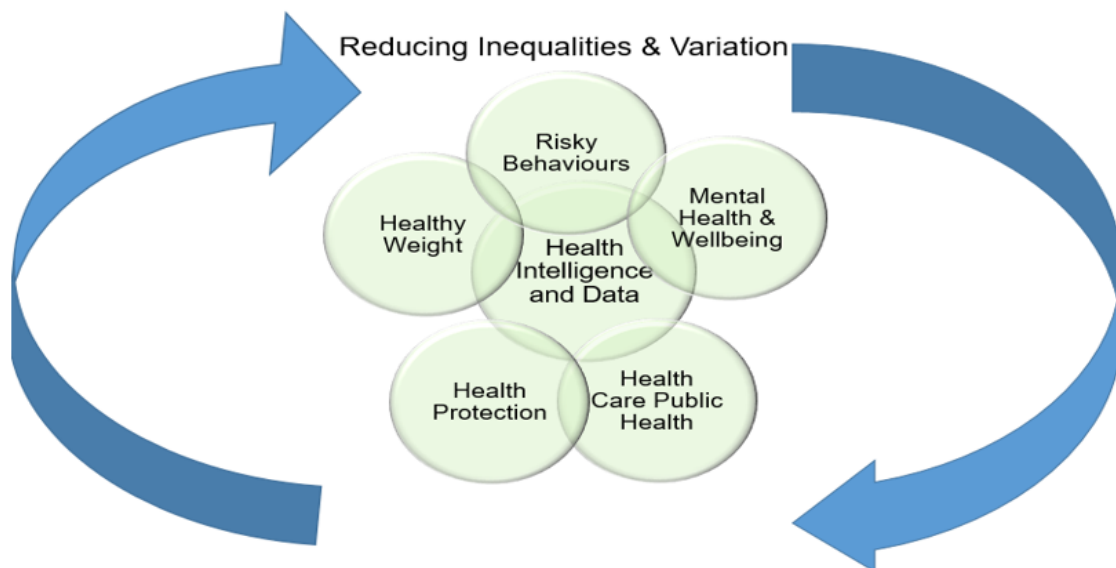 Reducing Inequalities & Variation
Risky
Behaviours
Mental
Health &
Wellbeing
Healthy
Weight
Health
Intelligence
and Data
Health
Protection
Health
Care Public
Health